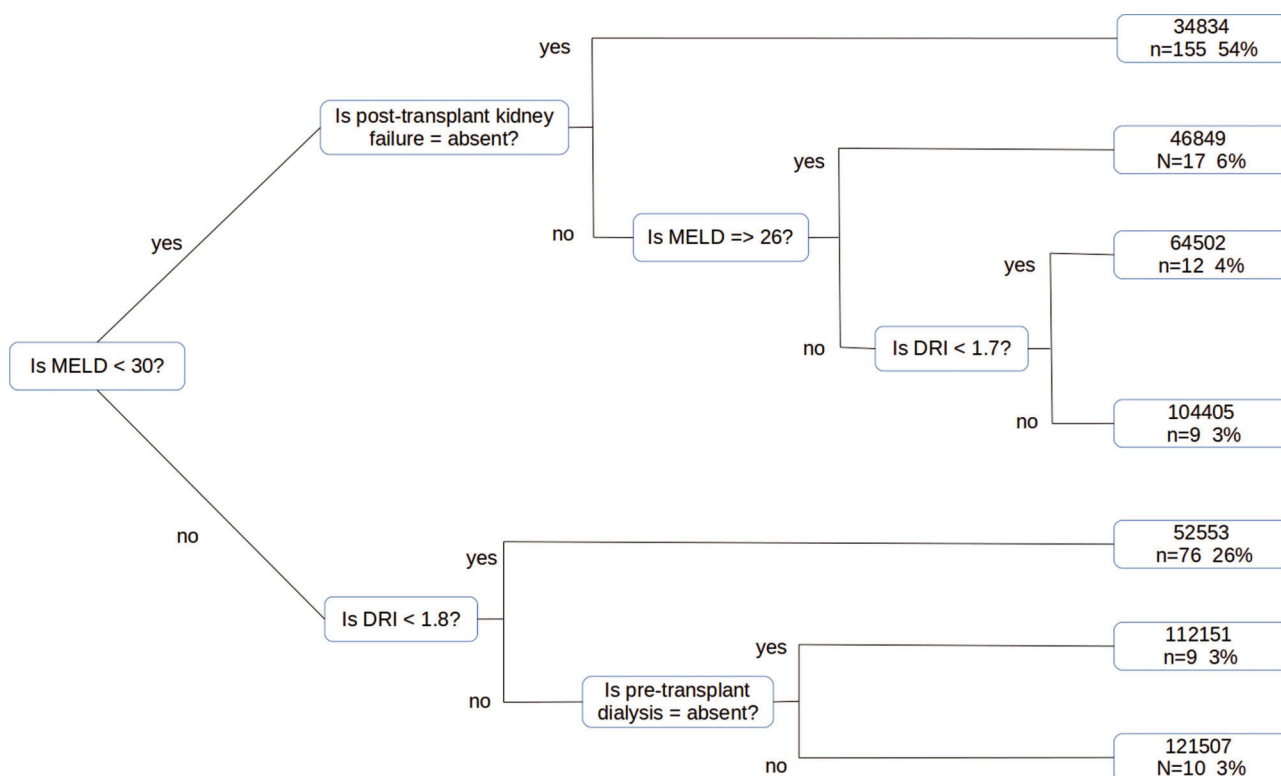 34834
n=155 54%
yes
Is post-transplant kidney
failure = absent?
46849
N=17 6%
yes
no
Is MELD => 26?
yes
64502
n=12 4%
yes
no
Is DRI < 1.7?
Is MELD < 30?
104405
n=9 3%
no
no
52553
n=76 26%
yes
Is DRI < 1.8?
112151
n=9 3%
yes
no
Is pre-transplant
dialysis = absent?
121507
N=10 3%
no